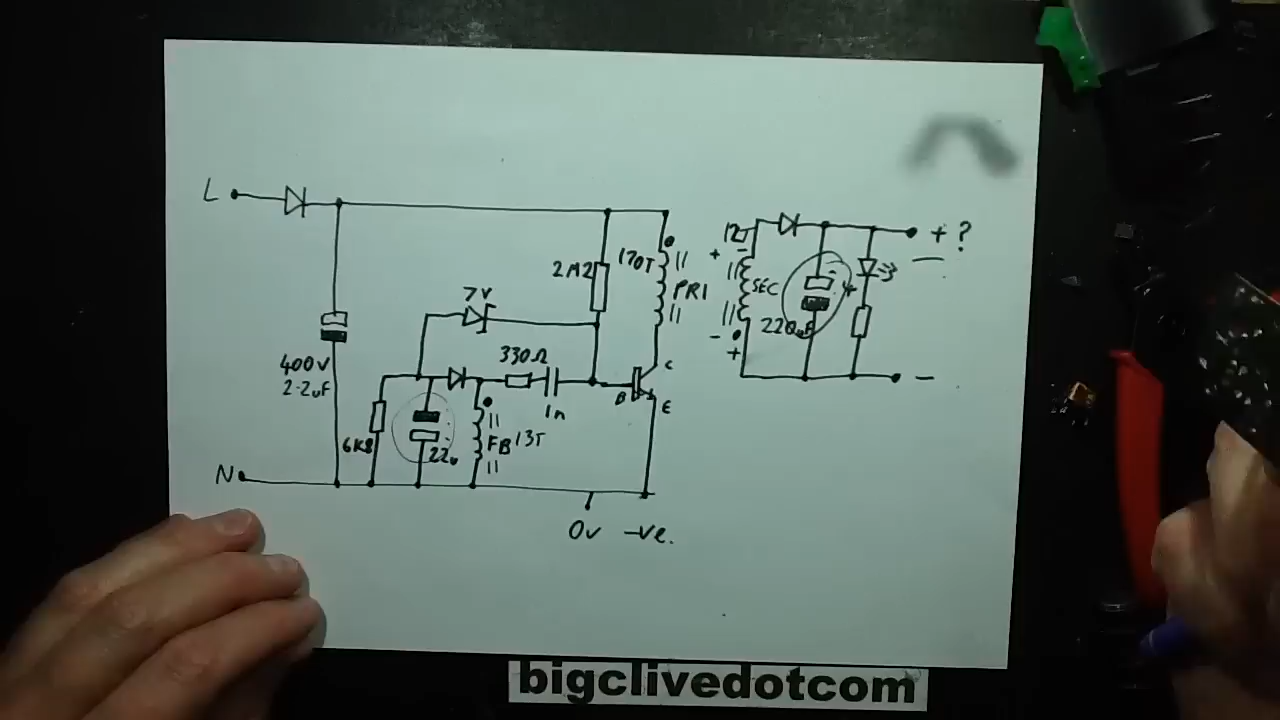 L
2M2
170T
PRI
+
12T
-
SEC
+ ?
+
220uF
-
+
-
7V
330Ω
400V
2.2uF
1n
B
C
E
6K8
22u
FB 13T
N
0v -ve.
bigclivedotcom